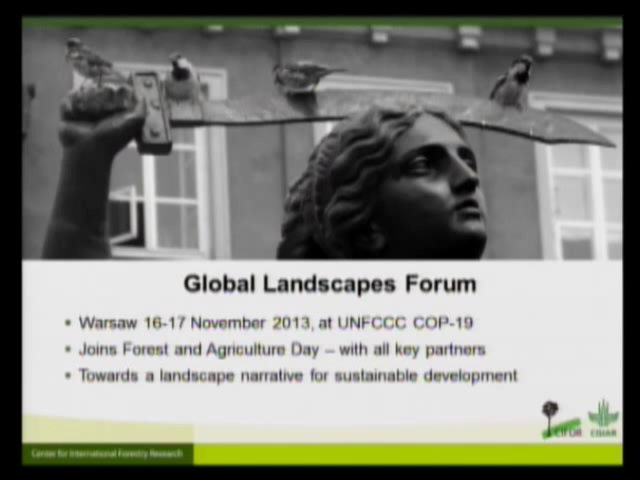 Global Landscapes Forum
Warsaw 16-17 November 2013, at UNFCCC COP-19
Joins Forest and Agriculture Day – with all key partners
Towards a landscape narrative for sustainable development
CIFOR CGIAR
Center for International Forestry Research